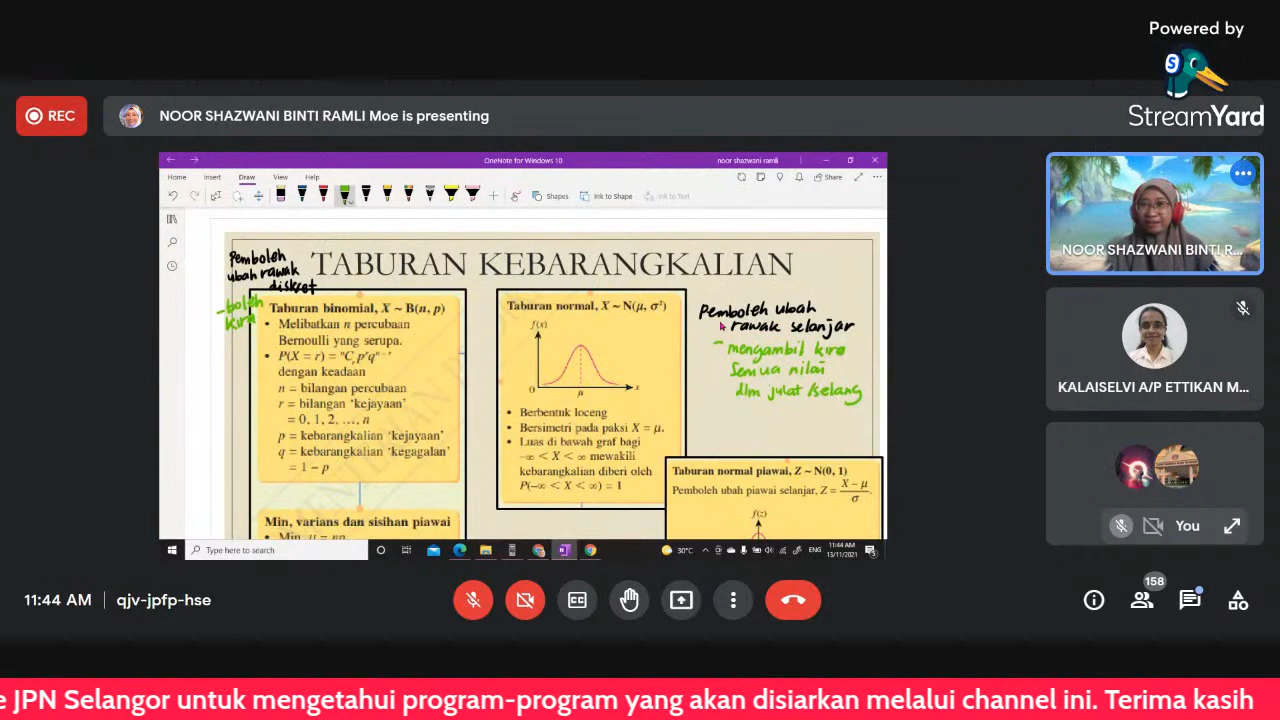 Powered by
StreamYard
REC
NOOR SHAZWANI BINTI RAMLI Moe is presenting
OneNote for Windows 10
noor shazwani ramli
Home Insert Draw View Help
Share
Shapes
Ink to Shape
Ink to Text
Pemboleh
ubah rawak
diskret
- boleh
kira
TABURAN KEBARANGKALIAN
Taburan binomial, X ~ B(n, p)
• Melibatkan n percubaan
Bernoulli yang serupa.
• P(X = r) = ⁿCᵣ pʳqⁿ⁻ʳ
dengan keadaan
n = bilangan percubaan
r = bilangan ‘kejayaan’
= 0, 1, 2, …, n
p = kebarangkalian ‘kejayaan’
q = kebarangkalian ‘kegagalan’
= 1 – p
Min, varians dan sisihan piawai
• Min, μ = np
Taburan normal, X ~ N(μ, σ²)
f(x)
0
μ
x
• Berbentuk loceng
• Bersimetri pada paksi X = μ.
• Luas di bawah graf bagi
–∞ < X < ∞ mewakili
kebarangkalian diberi oleh
P(–∞ < X < ∞) = 1
Pemboleh ubah
rawak selanjar
- mengambil kira
semua nilai
dlm julat/selang
Taburan normal piawai, Z ~ N(0, 1)
Pemboleh ubah piawai selanjar, Z = X – μ / σ.
f(z)
Type here to search
30°C
ENG
11:44 AM
13/11/2021
NOOR SHAZWANI BINTI R...
KALAISELVI A/P ETTIKAN M...
You
11:44 AM
qjv-jpfp-hse
CC
158
e JPN Selangor untuk mengetahui program-program yang akan disiarkan melalui channel ini. Terima kasih